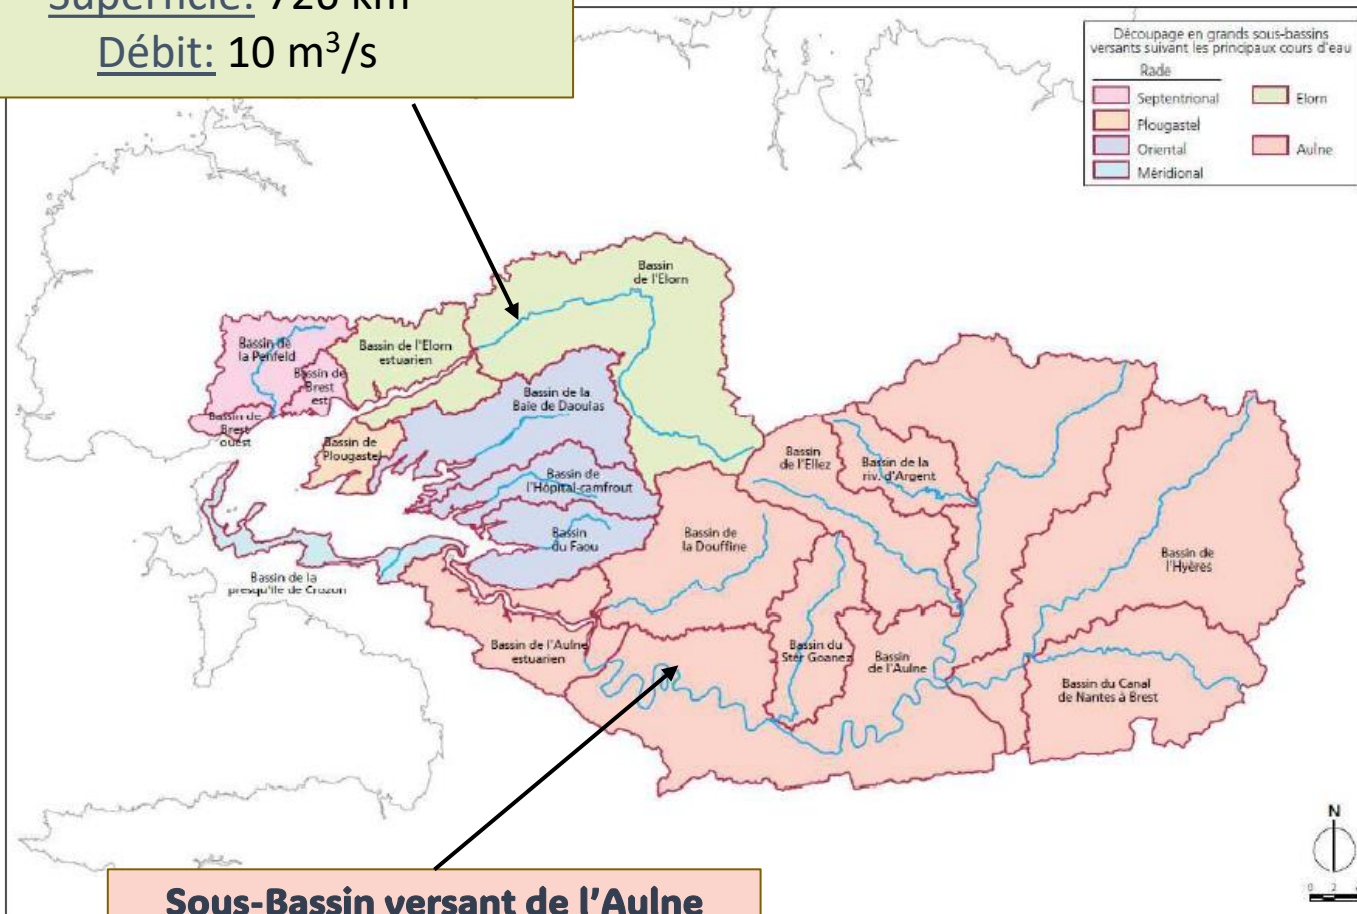 Superficie: 726 km
Débit: 10 m³/s
Découpage en grands sous-bassins
versants suivant les principaux cours d'eau
Rade
Septentrional
Elorn
Plougastel
Oriental
Aulne
Méridional
Bassin
de l'Elorn
Bassin de
la Penfeld
Bassin de l'Elorn
estuarien
Bassin de
Brest
est
Bassin de
Brest
ouest
Bassin de la
Baie de Daoulas
Bassin de
Plougastel
Bassin
de l'Ellez
Bassin de la
riv. d'Argent
Bassin de
l'Hôpital-camfrout
Bassin
du Faou
Bassin de
la Douffine
Bassin de
l'Hyères
Bassin de la
presqu'île de Crozon
Bassin de l'Aulne
estuarien
Bassin du
Ster Goanez
Bassin
de l'Aulne
Bassin du Canal
de Nantes à Brest
N
0 2
Sous-Bassin versant de l'Aulne